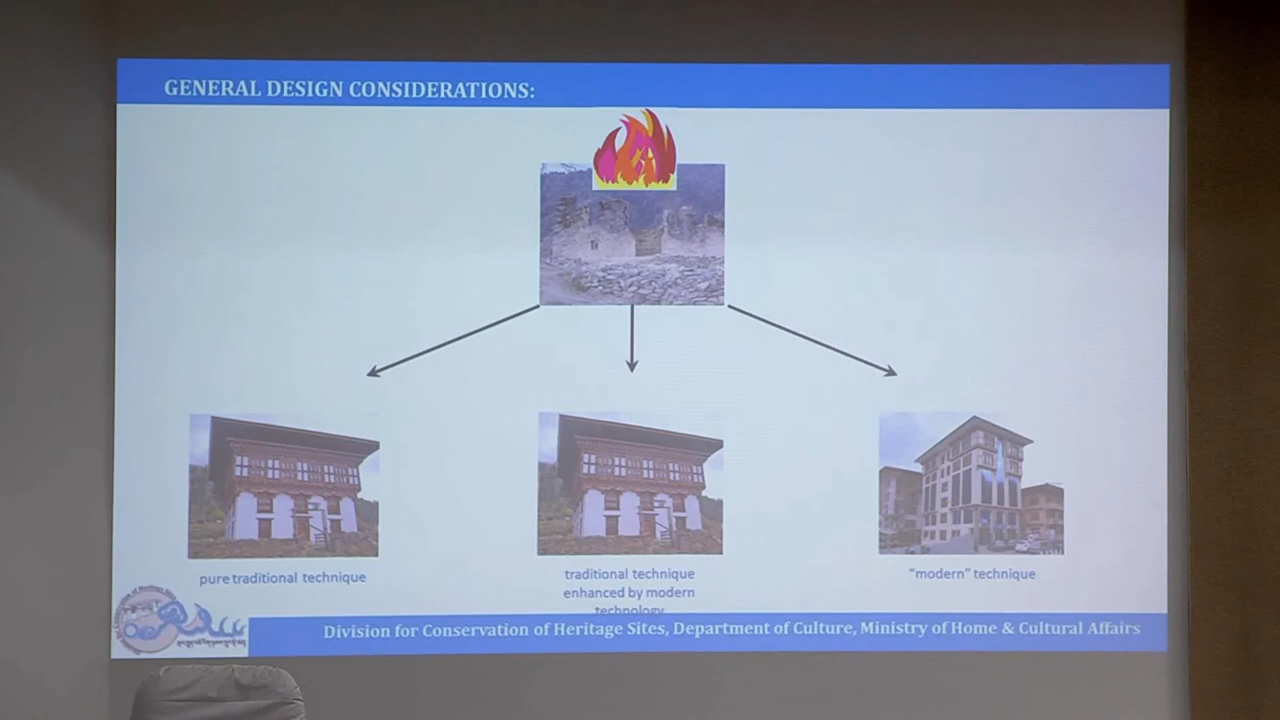 GENERAL DESIGN CONSIDERATIONS:
pure traditional technique
traditional technique
enhanced by modern
technology
"modern" technique
Division for Conservation of Heritage Sites, Department of Culture, Ministry of Home & Cultural Affairs